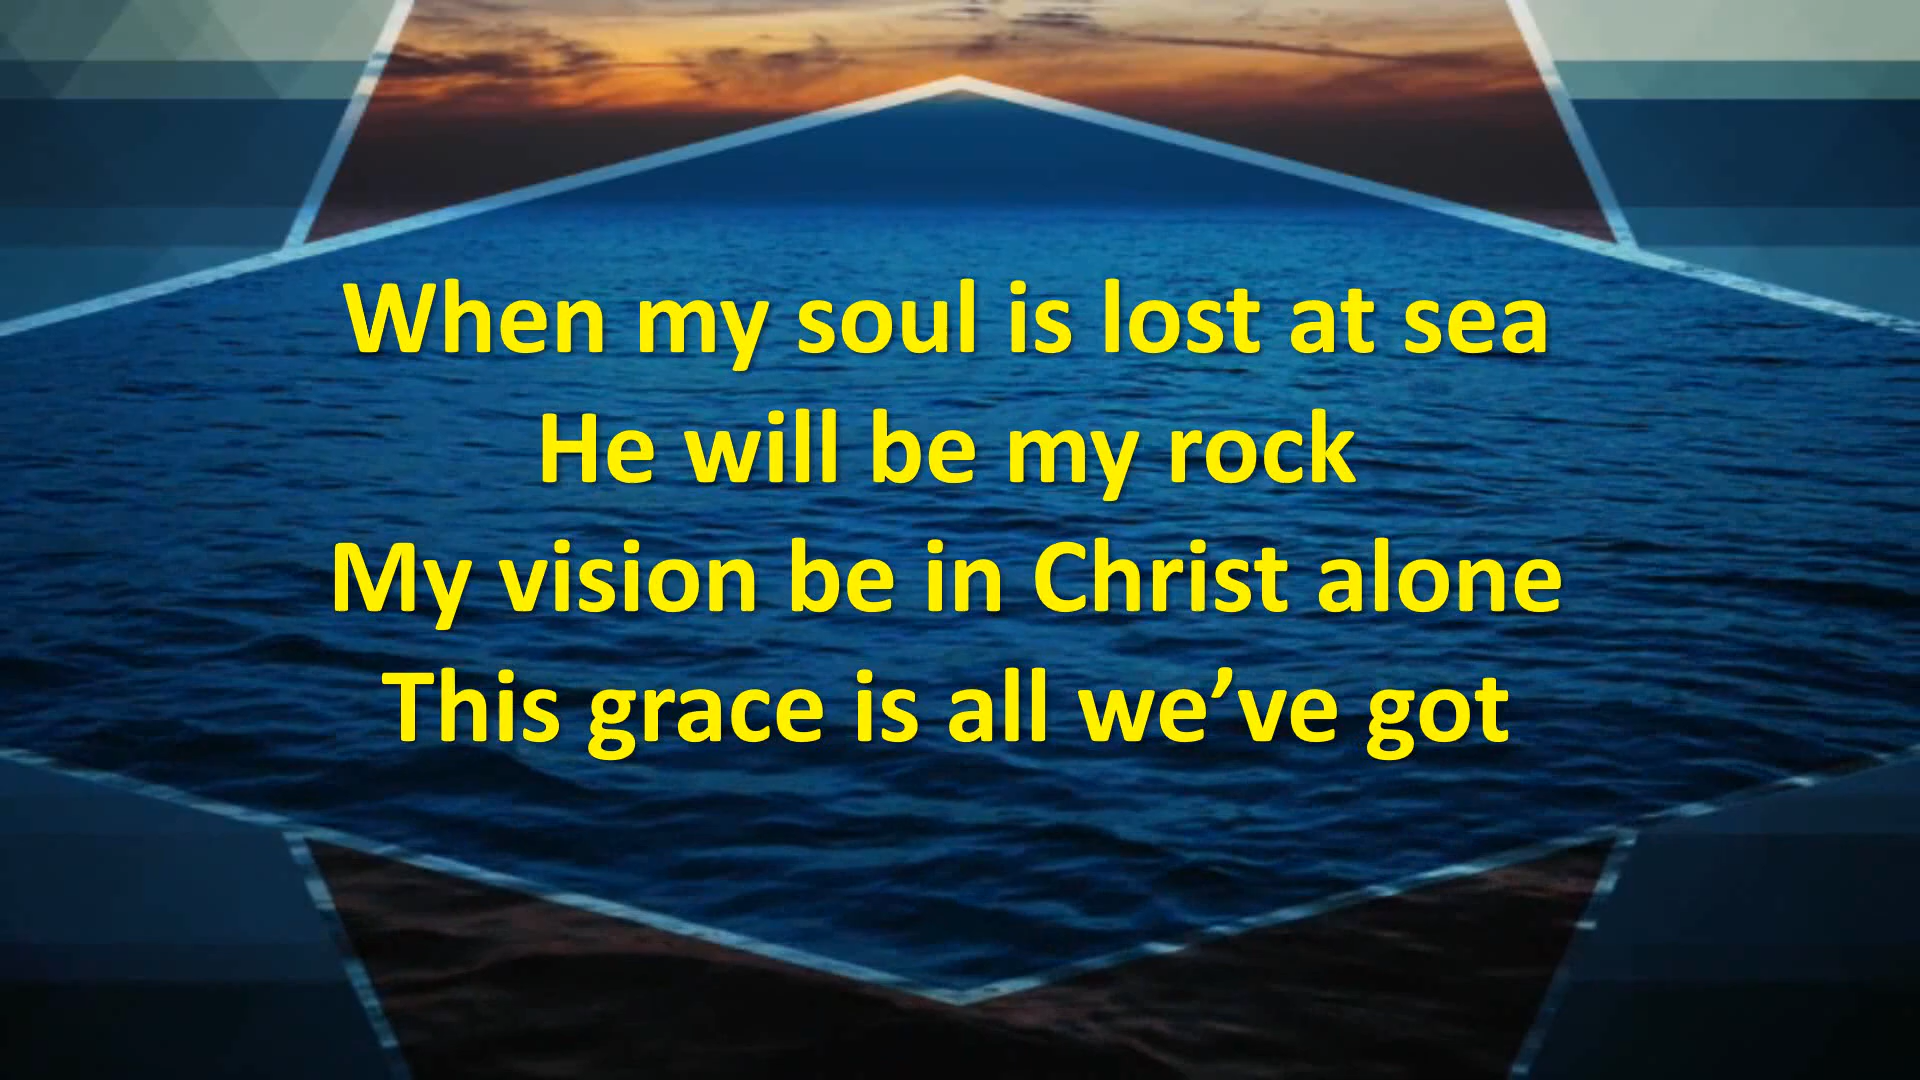 When my soul is lost at sea
He will be my rock
My vision be in Christ alone
This grace is all we’ve got